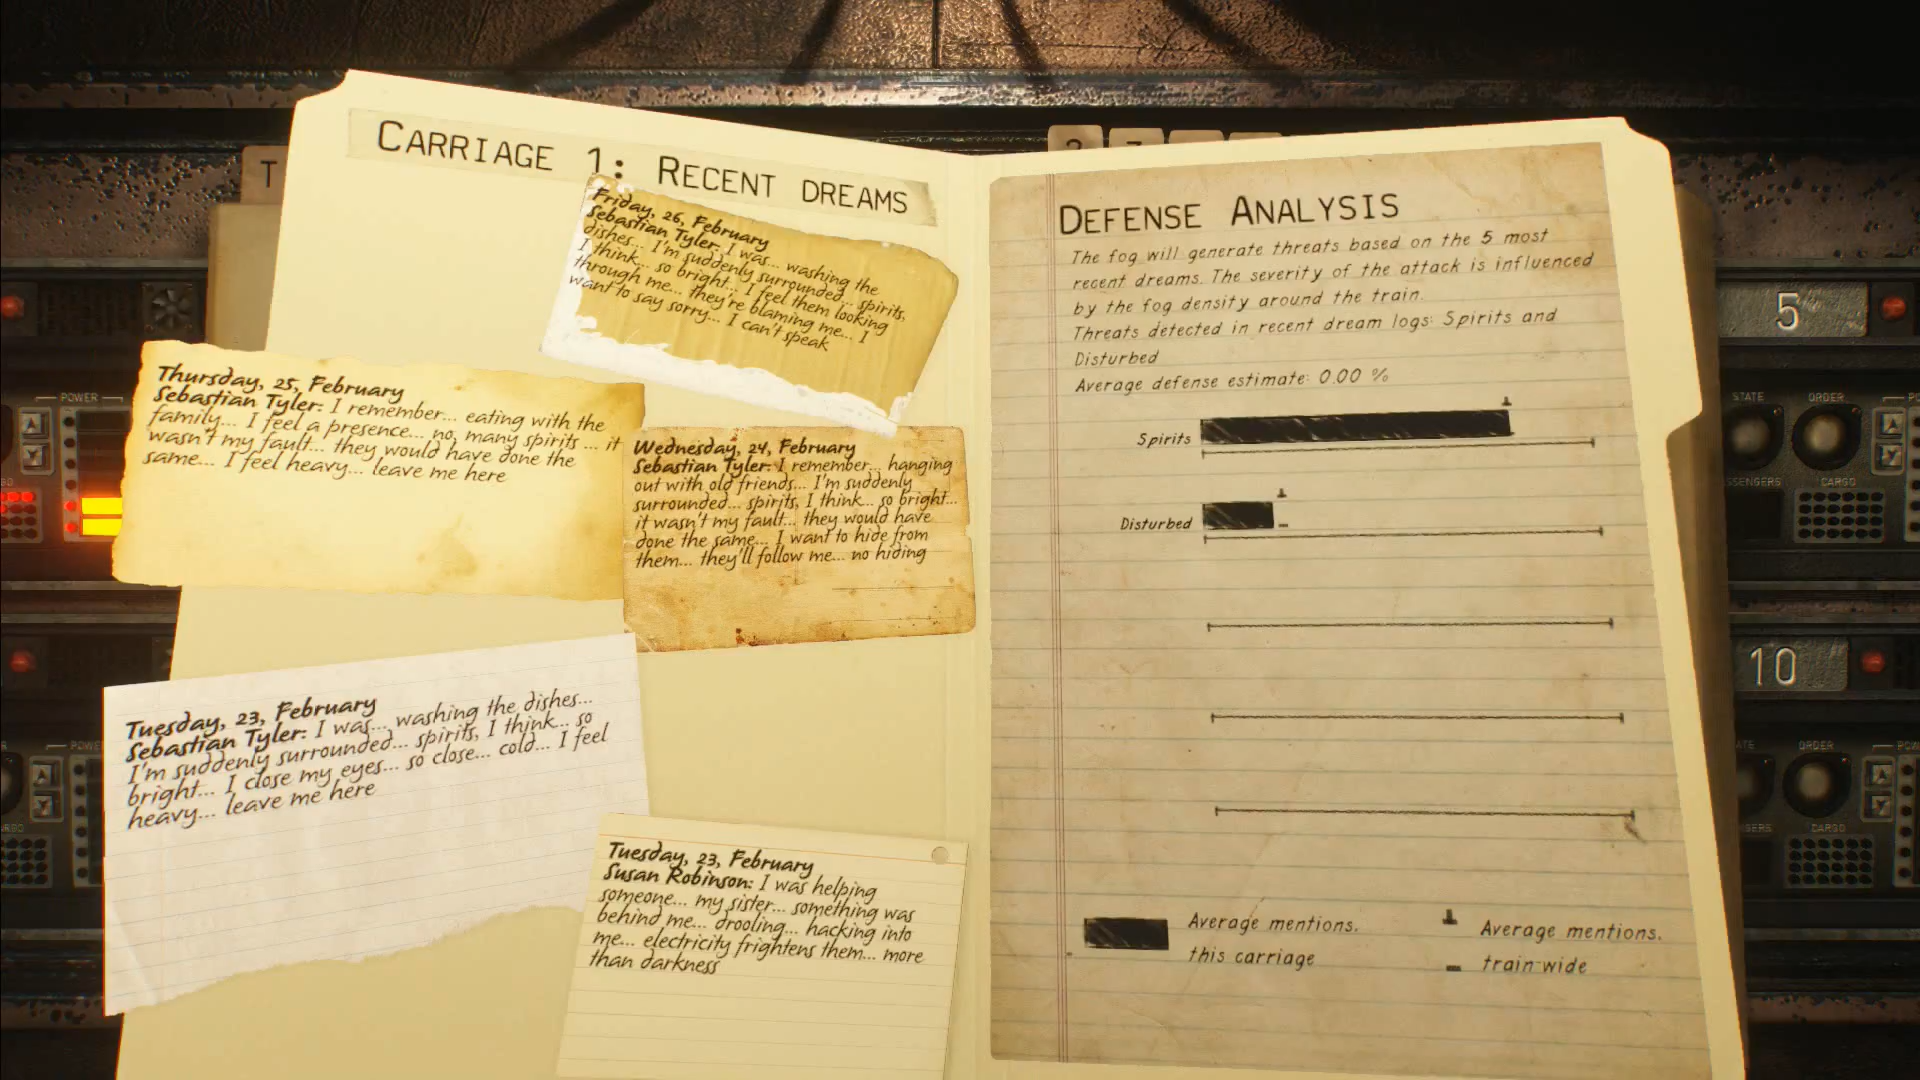 CARRIAGE 1: RECENT DREAMS
Friday, 26, February
Sebastian Tyler: I was... washing the
dishes... I'm suddenly surrounded... spirits,
I think... so bright... I feel them looking
through me... they're blaming me... I
want to say sorry... I can't speak
Thursday, 25, February
Sebastian Tyler: I remember... eating with the
family... I feel a presence... no, many spirits ... it
wasn't my fault... they would have done the
same... I feel heavy... leave me here
Wednesday, 24, February
Sebastian Tyler: I remember... hanging
out with old friends... I'm suddenly
surrounded... spirits, I think... so bright...
it wasn't my fault... they would have
done the same... I want to hide from
them... they'll follow me... no hiding
Tuesday, 23, February
Sebastian Tyler: I was... washing the dishes...
I'm suddenly surrounded... spirits, I think... so
bright... I close my eyes... so close... cold... I feel
heavy... leave me here
Tuesday, 23, February
Susan Robinson: I was helping
someone... my sister... something was
behind me... drooling... hacking into
me... electricity frightens them... more
than darkness
DEFENSE ANALYSIS
The fog will generate threats based on the 5 most
recent dreams. The severity of the attack is influenced
by the fog density around the train.
Threats detected in recent dream logs: Spirits and
Disturbed
Average defense estimate: 0.00 %
Spirits
Disturbed
Average mentions.
this carriage
Average mentions.
train-wide
T
POWER
5
STATE
ORDER
CARGO
10
ORDER
CARGO